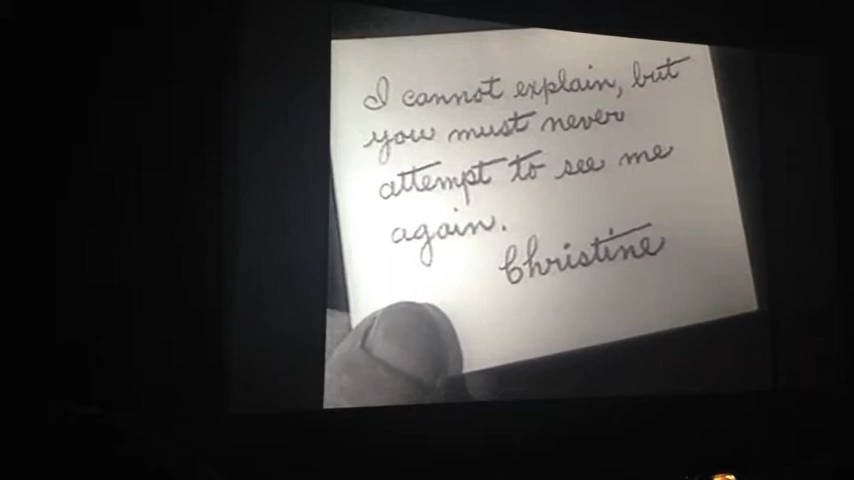 I cannot explain, but
you must never
attempt to see me
again.
Christine